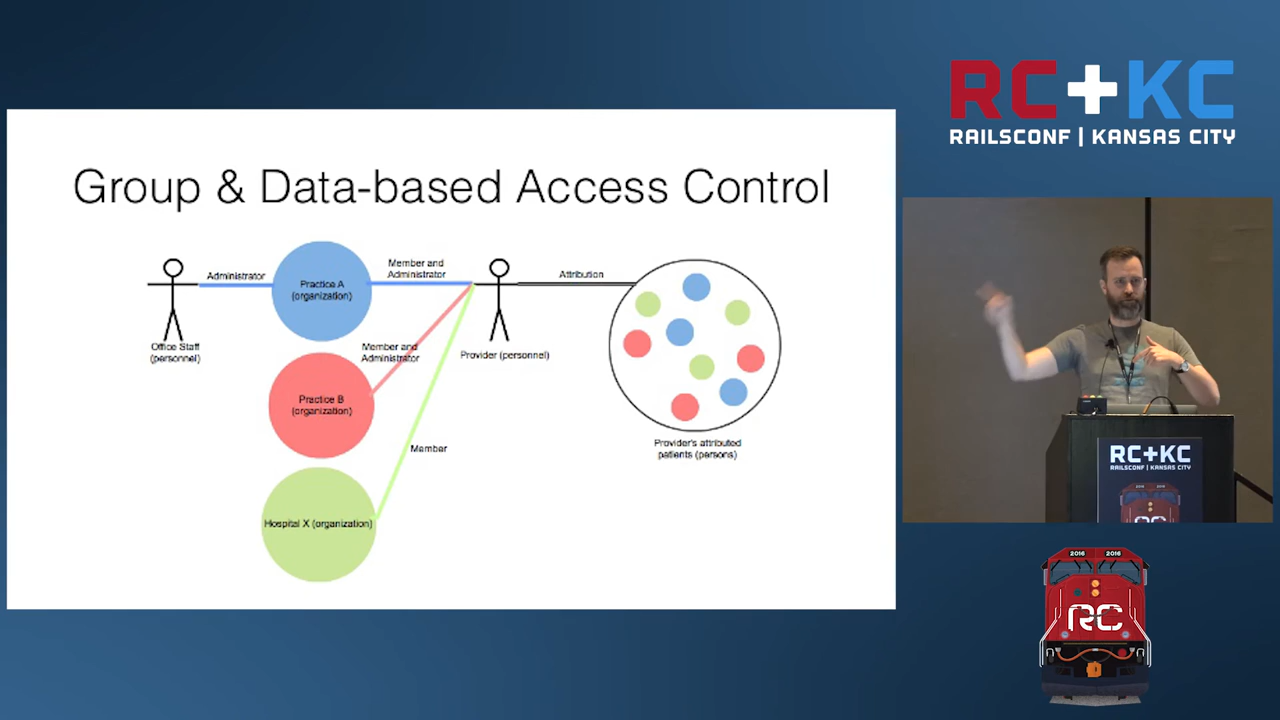 Group & Data-based Access Control
Administrator
Practice A
(organization)
Member and
Administrator
Attribution
Office Staff
(personnel)
Member and
Administrator
Provider (personnel)
Practice B
(organization)
Member
Provider's attributed
patients (persons)
Hospital X (organization)
RC+KC
RAILSCONF | KANSAS CITY
RC+KC
RAILSCONF | KANSAS CITY
RC
2016 2016
RC